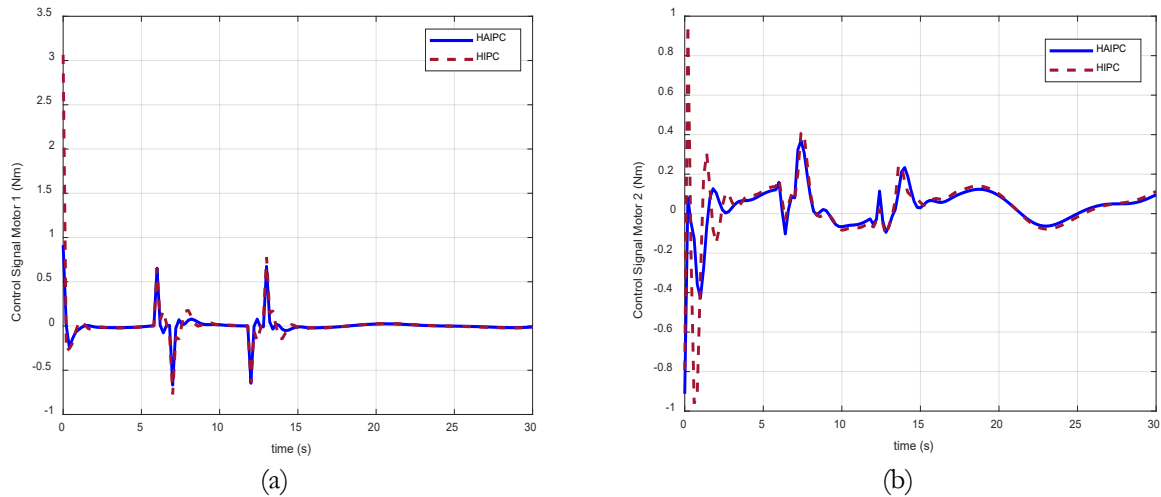 3.5
3
2.5
2
1.5
1
0.5
0
-0.5
-1
0 5 10 15 20 25 30
Control Signal Motor 1 (Nm)
time (s)
HAIPC
HIPC
(a)
1
0.8
0.6
0.4
0.2
0
-0.2
-0.4
-0.6
-0.8
-1
0 5 10 15 20 25 30
Control Signal Motor 2 (Nm)
time (s)
HAIPC
HIPC
(b)